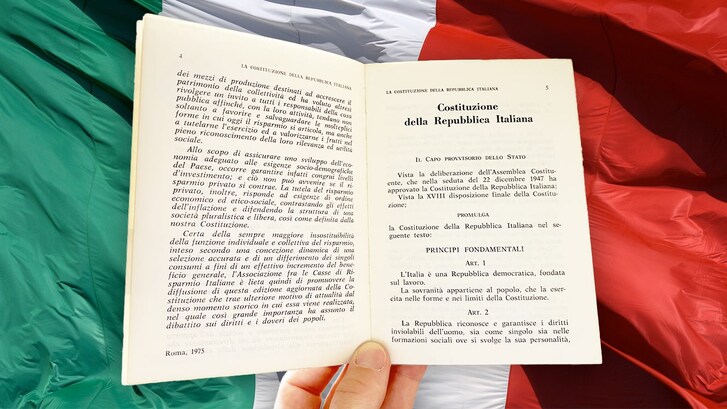 4
LA COSTITUZIONE DELLA REPUBBLICA ITALIANA
dei mezzi di produzione destinati ad accrescere il
patrimonio della collettività ed ha voluto altresì
rivolgere un invito a tutti i responsabili della cosa
pubblica affinché, con la loro attività, tendano non
soltanto a favorire e salvaguardare le molteplici
forme in cui oggi il risparmio si articola, ma anche
a tutelarne l'esercizio ed a valorizzarne i frutti nel
pieno riconoscimento della loro rilevanza ed utilità
sociale.
Allo scopo di assicurare uno sviluppo dell'eco-
nomia adeguato alle esigenze socio-demografiche
del Paese, occorre garantire infatti congrui livelli
d'investimento; e ciò non può avvenire se il ri-
sparmio privato si contrae. La tutela del risparmio
privato, inoltre, risponde ad esigenze di ordine
economico ed etico-sociale, contrastando gli effetti
dell'inflazione e difendendo la struttura di una
società pluralistica e libera, così come definita dalla
nostra Costituzione.
Certa della sempre maggiore insostituibilità
della funzione individuale e collettiva del risparmio,
inteso secondo una concezione dinamica di una
selezione accurata e di un differimento dei singoli
consumi a fini di un effettivo incremento del bene-
ficio generale, l'Associazione fra le Casse di Ri-
sparmio Italiane è lieta quindi di promuovere la
diffusione di questa edizione aggiornata della Co-
stituzione che trae ulteriore motivo di attualità dal
denso momento storico in cui essa viene realizzata,
nel quale così grande importanza ha assunto il
dibattito sui diritti e i doveri dei popoli.
Roma, 1975
LA COSTITUZIONE DELLA REPUBBLICA ITALIANA
5
Costituzione
della Repubblica Italiana
IL CAPO PROVVISORIO DELLO STATO
Vista la deliberazione dell'Assemblea Costitu-
ente, che nella seduta del 22 dicembre 1947 ha
approvato la Costituzione della Repubblica Italiana;
Vista la XVIII disposizione finale della Costitu-
zione;
PROMULGA
la Costituzione della Repubblica Italiana nel se-
guente testo:
PRINCIPI FONDAMENTALI
ART. 1
L'Italia è una Repubblica democratica, fondata
sul lavoro.
La sovranità appartiene al popolo, che la eser-
cita nelle forme e nei limiti della Costituzione.
ART. 2
La Repubblica riconosce e garantisce i diritti
inviolabili dell'uomo, sia come singolo sia nelle
formazioni sociali ove si svolge la sua personalità,